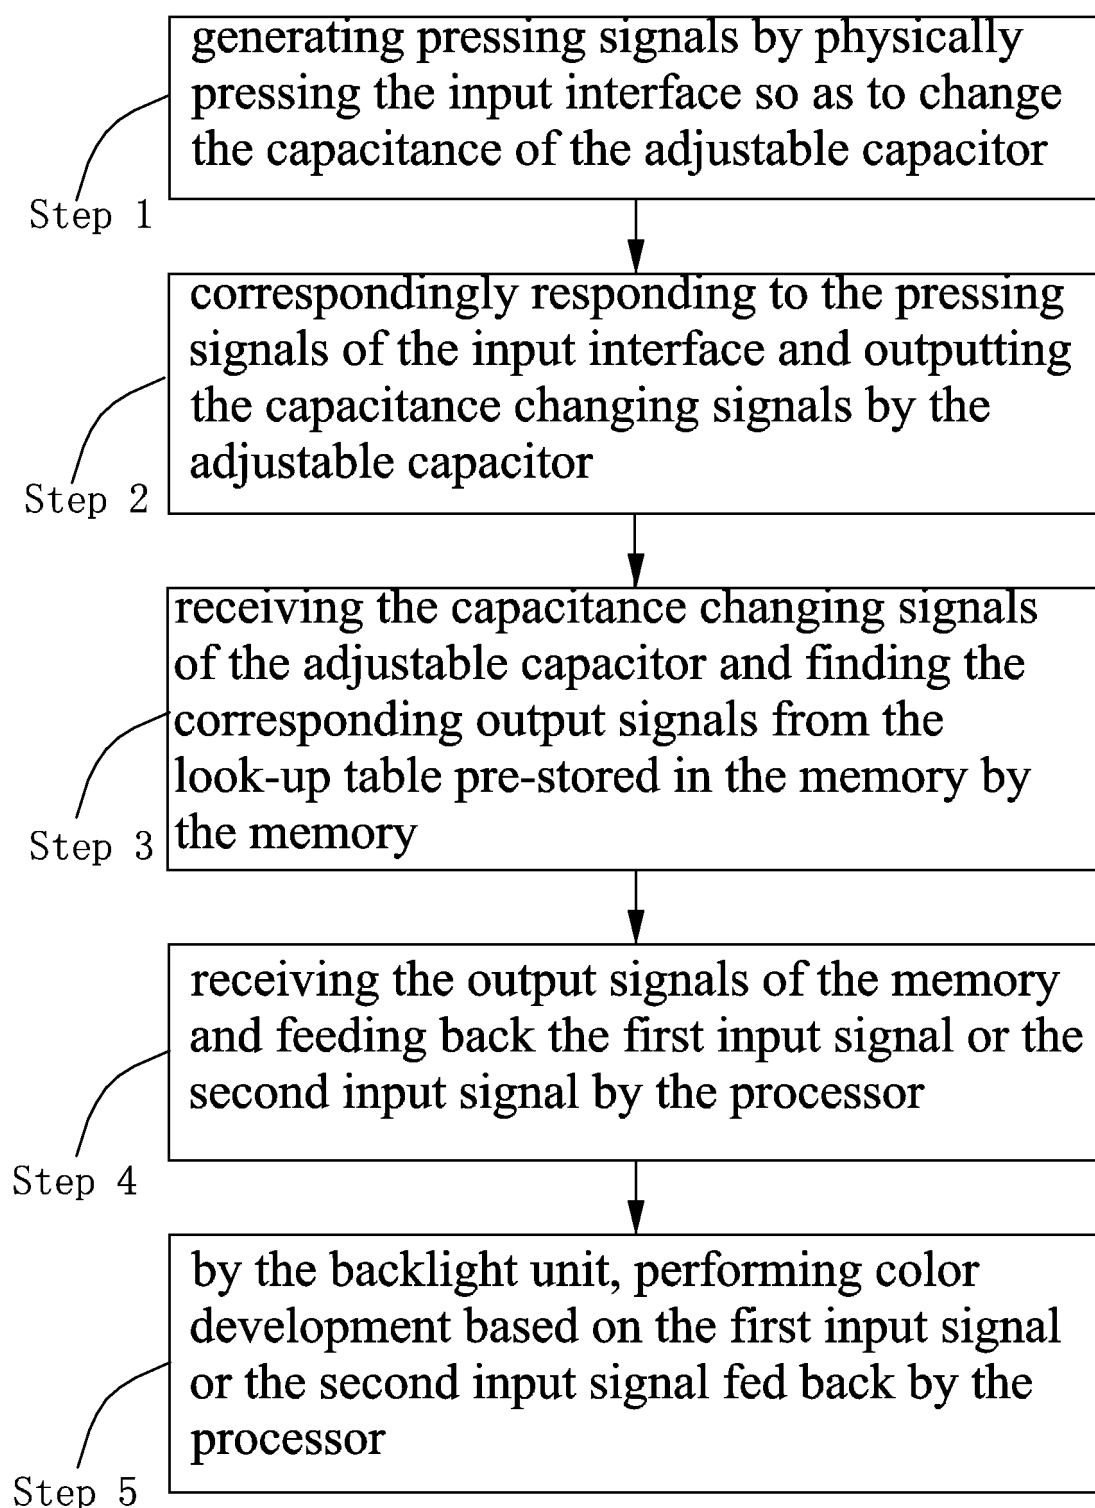 generating pressing signals by physically
pressing the input interface so as to change
the capacitance of the adjustable capacitor
Step 1
correspondingly responding to the pressing
signals of the input interface and outputting
the capacitance changing signals by the
adjustable capacitor
Step 2
receiving the capacitance changing signals
of the adjustable capacitor and finding the
corresponding output signals from the
look-up table pre-stored in the memory by
the memory
Step 3
receiving the output signals of the memory
and feeding back the first input signal or the
second input signal by the processor
Step 4
by the backlight unit, performing color
development based on the first input signal
or the second input signal fed back by the
processor
Step 5